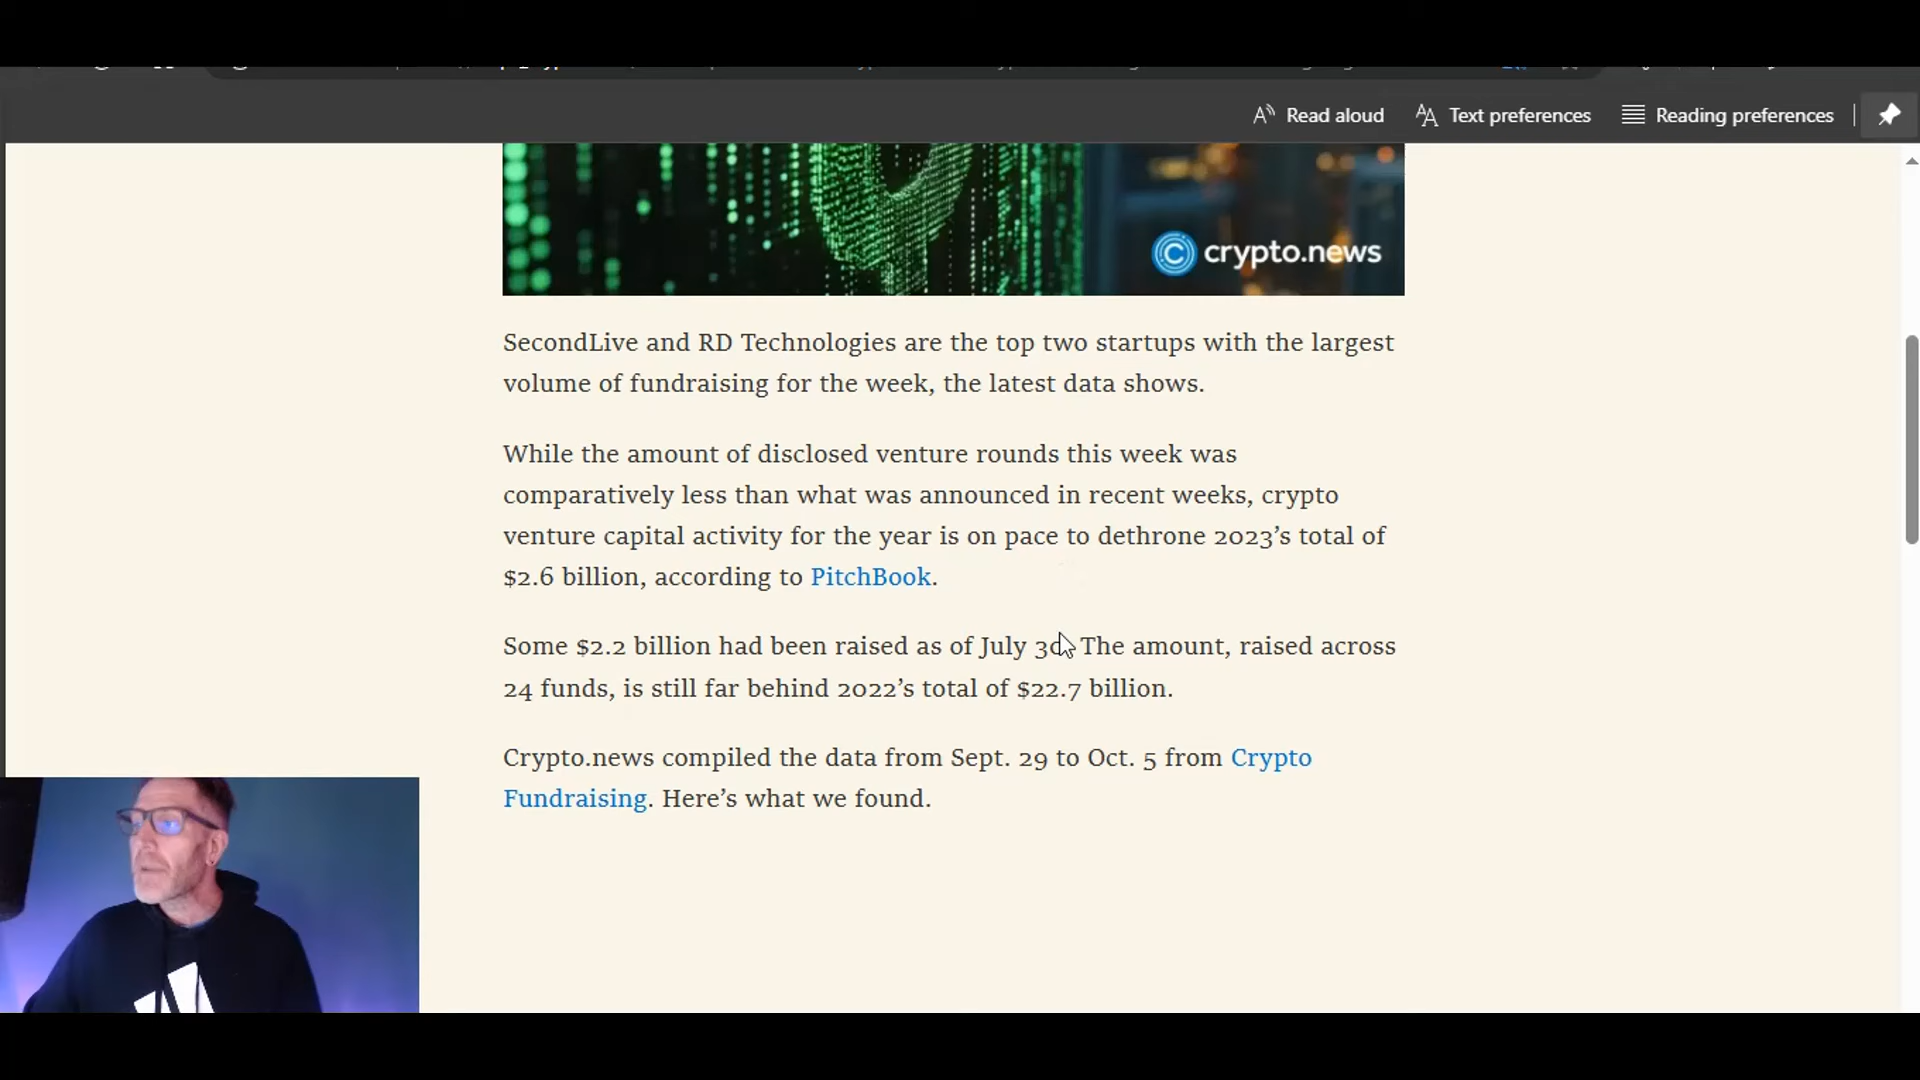 Read aloud
Text preferences
Reading preferences
crypto.news
SecondLive and RD Technologies are the top two startups with the largest
volume of fundraising for the week, the latest data shows.
While the amount of disclosed venture rounds this week was
comparatively less than what was announced in recent weeks, crypto
venture capital activity for the year is on pace to dethrone 2023’s total of
$2.6 billion, according to PitchBook.
Some $2.2 billion had been raised as of July The amount, raised across
24 funds, is still far behind 2022’s total of $22.7 billion.
Crypto.news compiled the data from Sept. 29 to Oct. 5 from Crypto
Fundraising. Here’s what we found.